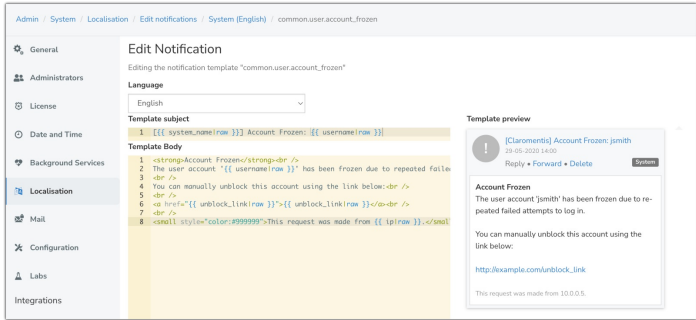 Admin / System / Localisation / Edit notifications / System (English) / common.user.account_frozen
General
Administrators
License
Date and Time
Background Services
Localisation
Mail
Configuration
Labs
Integrations
Edit Notification
Editing the notification template "common.user.account_frozen"
Language
English
Template subject
1 [{{ system_name|raw }}] Account Frozen: {{ username|raw }}
Template Body
1 <strong>Account Frozen</strong><br />
2 The user account '{{ username|raw }}' has been frozen due to repeated failed
3 <br />
4 You can manually unblock this account using the link below:<br />
5 <br />
6 <a href="{{ unblock_link|raw }}">{{ unblock_link|raw }}</a><br />
7 <br />
8 <small style="color:#999999">This request was made from {{ ip|raw }}.</smal
Template preview
[Claromentis] Account Frozen: jsmith
29-05-2020 14:00
Reply • Forward • Delete
System
Account Frozen
The user account 'jsmith' has been frozen due to re-
peated failed attempts to log in.
You can manually unblock this account using the
link below:
http://example.com/unblock_link
This request was made from 10.0.0.5.